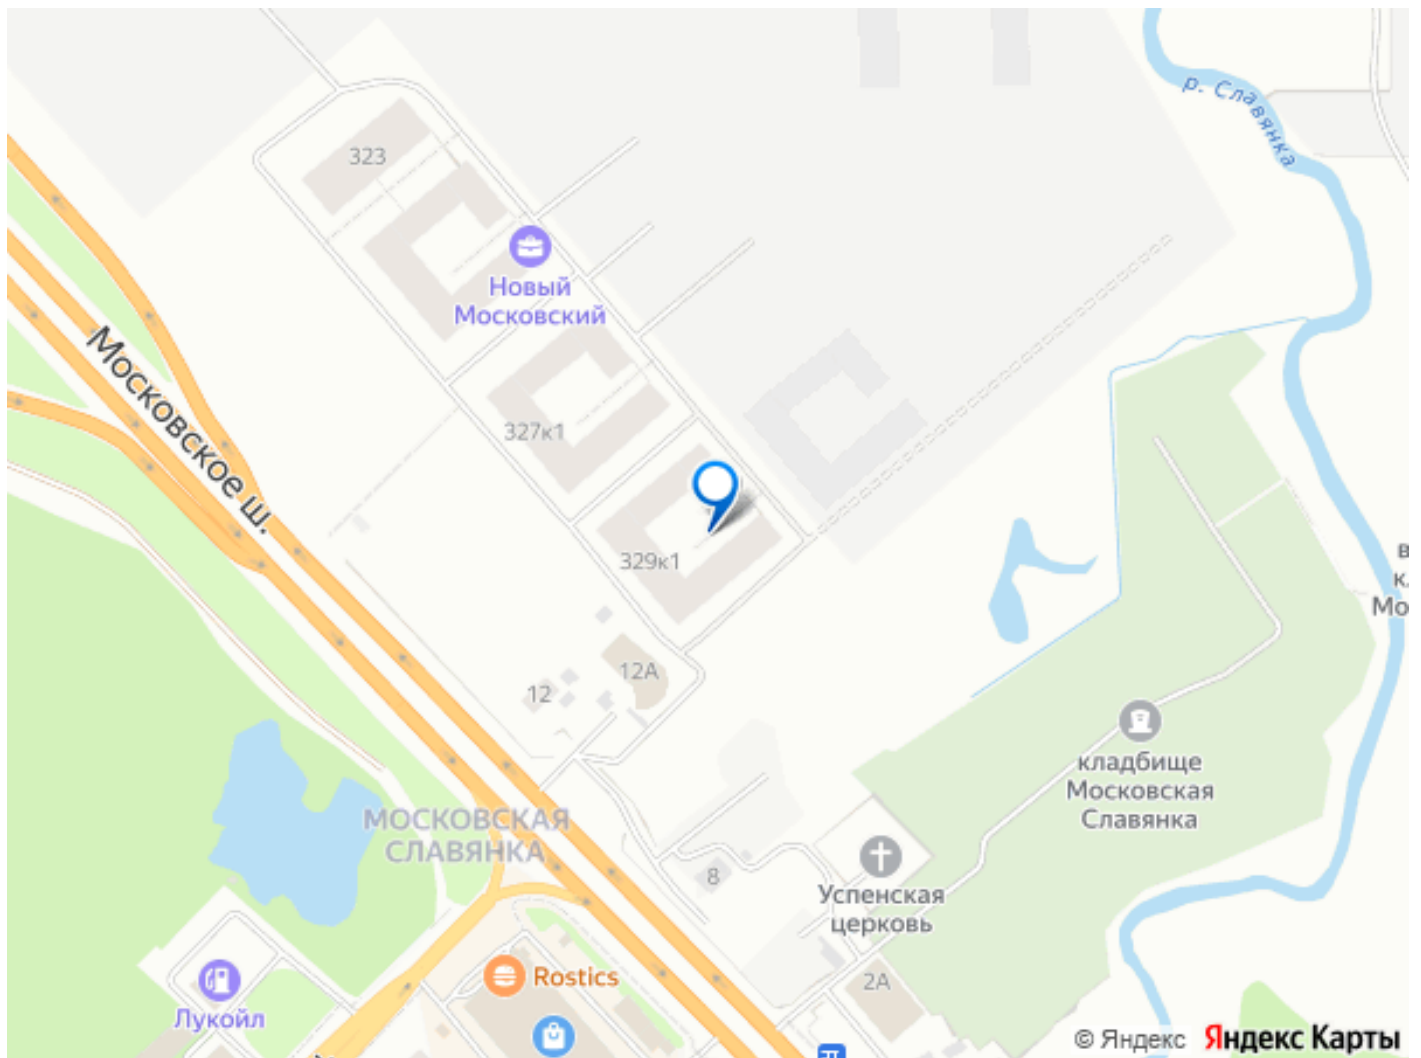 р. Славянка
323
Новый
Московский
Московское ш.
327к1
329к1
12А
12
кладбище
Московская
Славянка
МОСКОВСКАЯ
СЛАВЯНКА
8
Успенская
церковь
Rostics
2А
Лукойл
© Яндекс Яндекс Карты